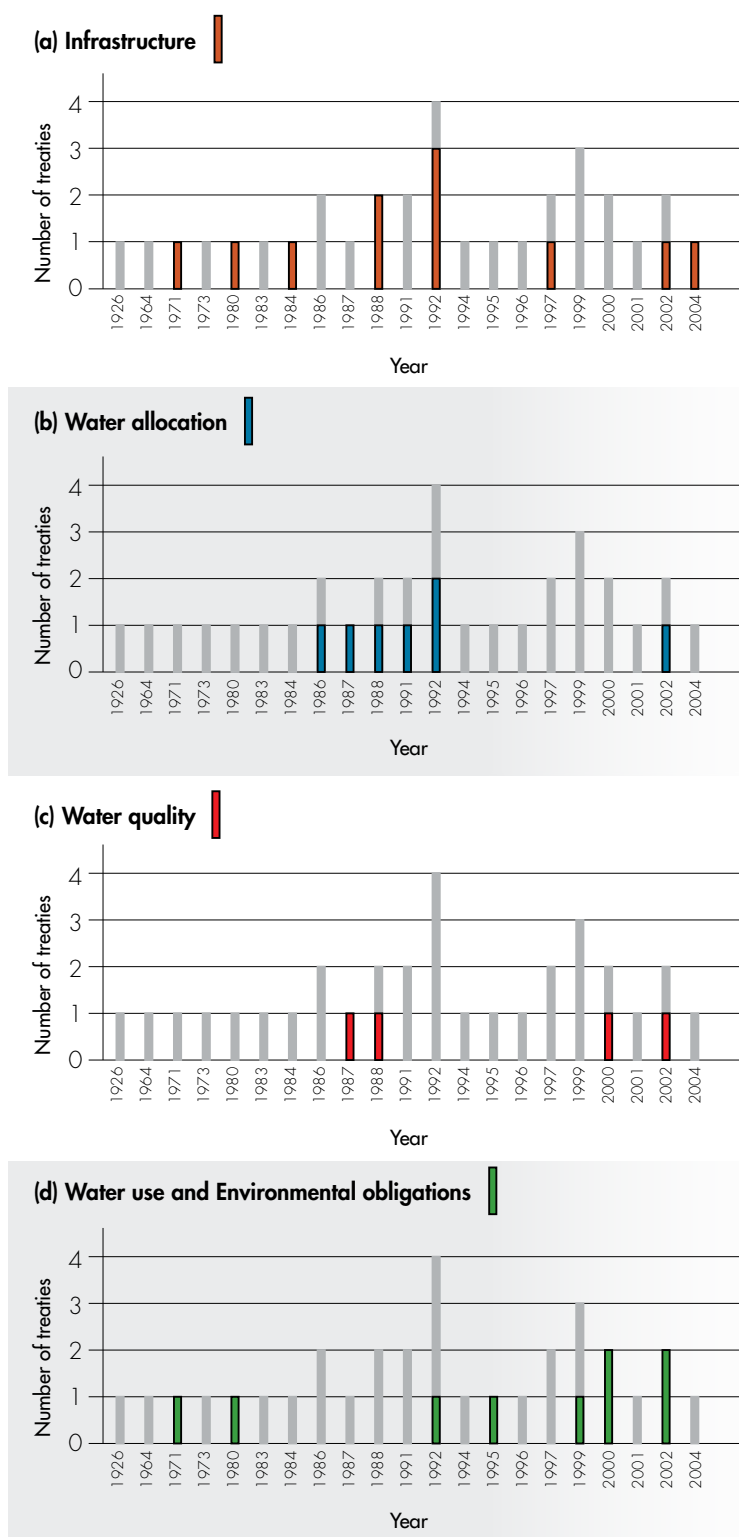 (a) Infrastructure
Number of treaties
4
3
2
1
0
1926 1964 1971 1973 1980 1983 1984 1986 1987 1988 1991 1992 1994 1995 1996 1997 1999 2000 2001 2002 2004
Year
(b) Water allocation
Number of treaties
4
3
2
1
0
1926 1964 1971 1973 1980 1983 1984 1986 1987 1988 1991 1992 1994 1995 1996 1997 1999 2000 2001 2002 2004
Year
(c) Water quality
Number of treaties
4
3
2
1
0
1926 1964 1971 1973 1980 1983 1984 1986 1987 1988 1991 1992 1994 1995 1996 1997 1999 2000 2001 2002 2004
Year
(d) Water use and Environmental obligations
Number of treaties
4
3
2
1
0
1926 1964 1971 1973 1980 1983 1984 1986 1987 1988 1991 1992 1994 1995 1996 1997 1999 2000 2001 2002 2004
Year